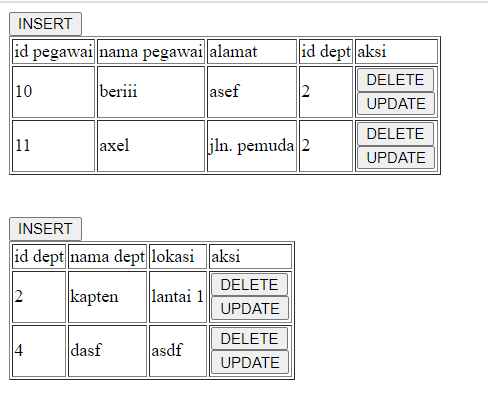 INSERT
id pegawai nama pegawai alamat id dept aksi
10 beriii asef 2 DELETE
UPDATE
11 axel jln. pemuda 2 DELETE
UPDATE
INSERT
id dept nama dept lokasi aksi
2 kapten lantai 1 DELETE
UPDATE
4 dasf asdf DELETE
UPDATE